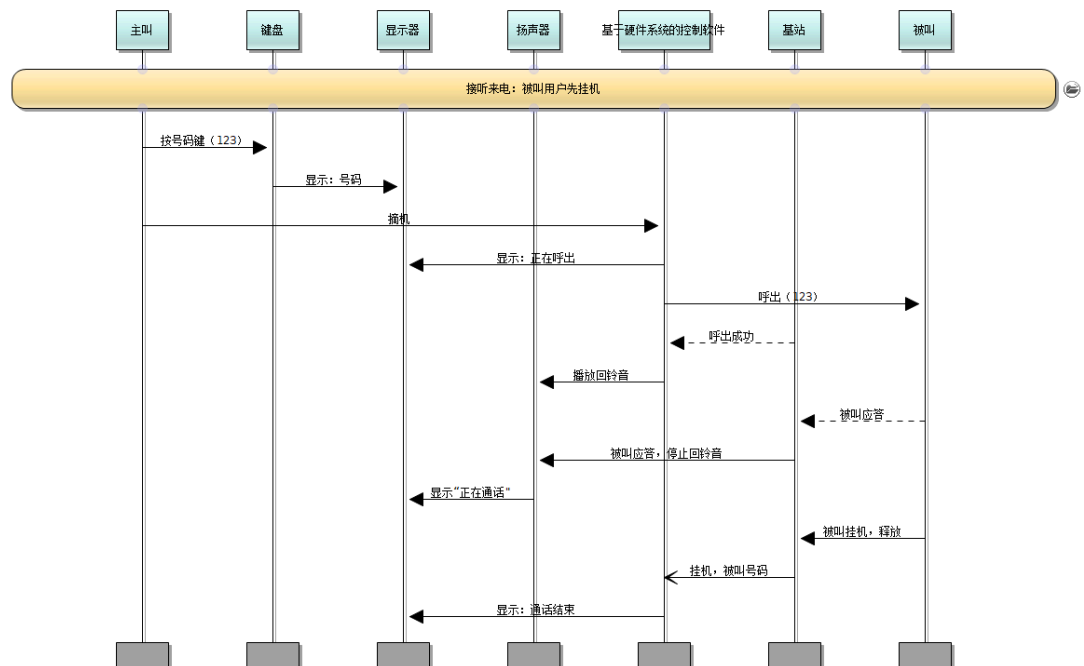 主叫
键盘
显示器
扬声器
基于硬件系统的控制软件
基站
被叫
接听来电：被叫用户先挂机
按号码键（123）
显示：号码
摘机
显示：正在呼出
呼出（123）
呼出成功
播放回铃音
被叫应答
被叫应答，停止回铃音
显示“正在通话"
被叫挂机，释放
挂机，被叫号码
显示：通话结束